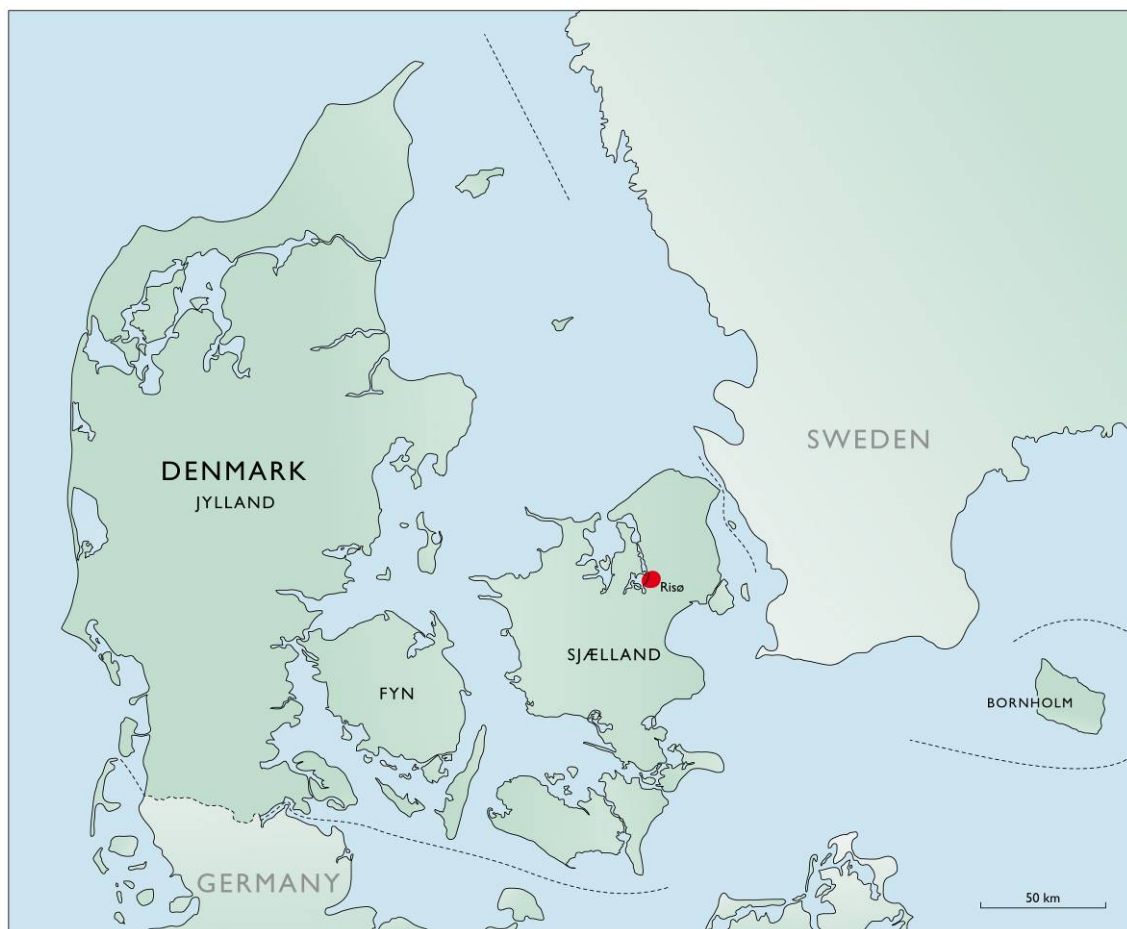 SWEDEN
DENMARK
JYLLAND
Risø
SJÆLLAND
FYN
BORNHOLM
GERMANY
50 km